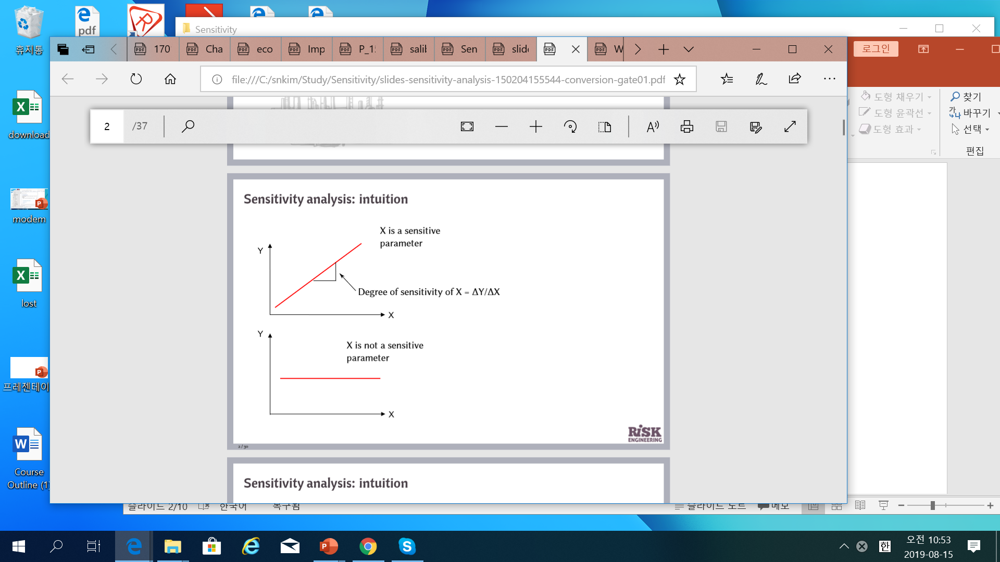 Sensitivity
170
Cha
eco
Imp
P_1
salib
Sen
slid
W
로그인
file:///C:/snkim/Study/Sensitivity/slides-sensitivity-analysis-150204155544-conversion-gate01.pdf
2 /37
도형 채우기
도형 윤곽선
도형 효과
찾기
바꾸기
선택
편집
pdf
휴지통
download
modem
lost
프레젠테이
Course
Outline (1)
Sensitivity analysis: intuition
X is a sensitive
parameter
Y
Degree of sensitivity of X = ΔY/ΔX
X
Y
X is not a sensitive
parameter
X
RiSK
ENGINEERING
2 / 30
Sensitivity analysis: intuition
슬라이드 2/10 한국어 복구됨
슬라이드 노트 메모
한
오전 10:53
2019-08-15